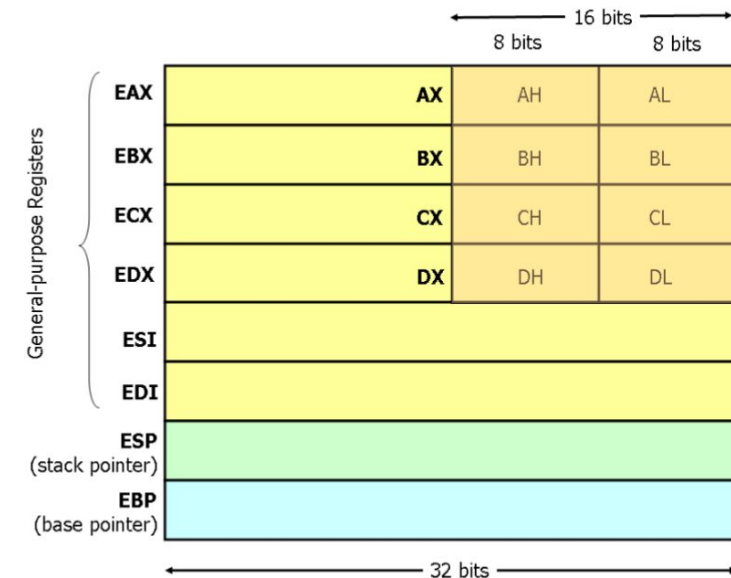 16 bits
8 bits 8 bits
General-purpose Registers
EAX AX AH AL
EBX BX BH BL
ECX CX CH CL
EDX DX DH DL
ESI
EDI
ESP
(stack pointer)
EBP
(base pointer)
32 bits